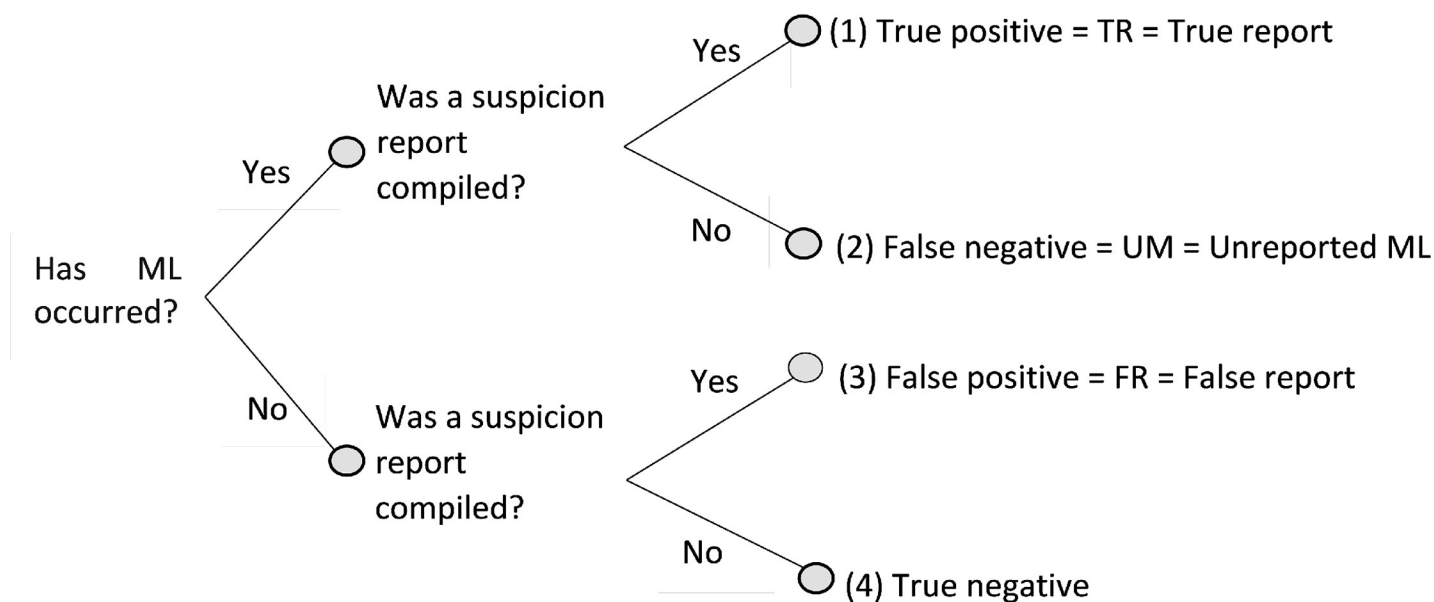 Has ML
occurred?
Yes
Was a suspicion
report
compiled?
Yes
(1) True positive = TR = True report
No
(2) False negative = UM = Unreported ML
No
Was a suspicion
report
compiled?
Yes
(3) False positive = FR = False report
No
(4) True negative